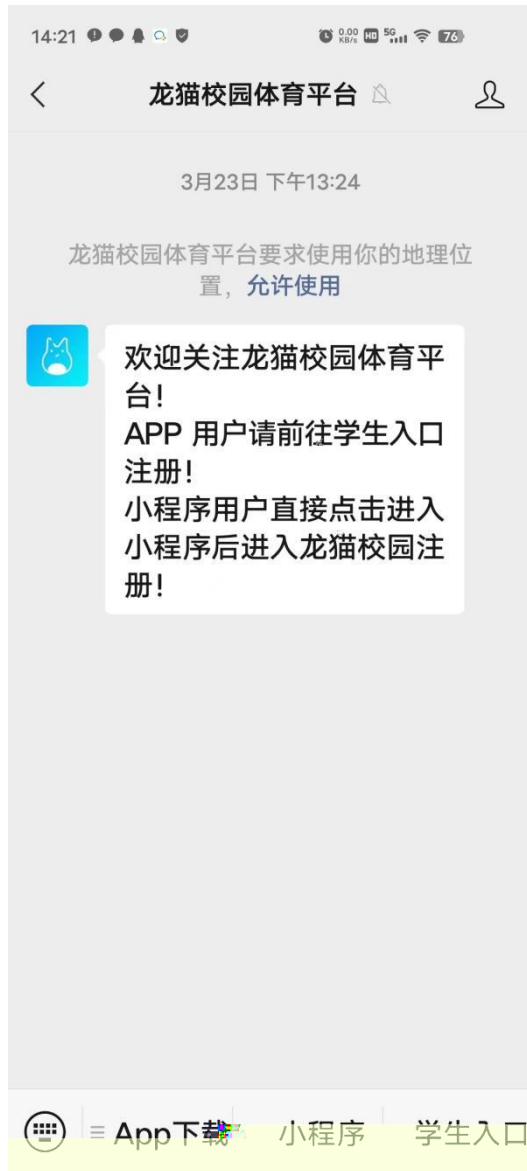 14:21
0.00
KB/s
HD
5G
76
龙猫校园体育平台
3月23日 下午13:24
龙猫校园体育平台要求使用你的地理位
置，允许使用
欢迎关注龙猫校园体育平
台！
APP 用户请前往学生入口
注册！
小程序用户直接点击进入
小程序后进入龙猫校园注
册！
App下载
小程序
学生入口